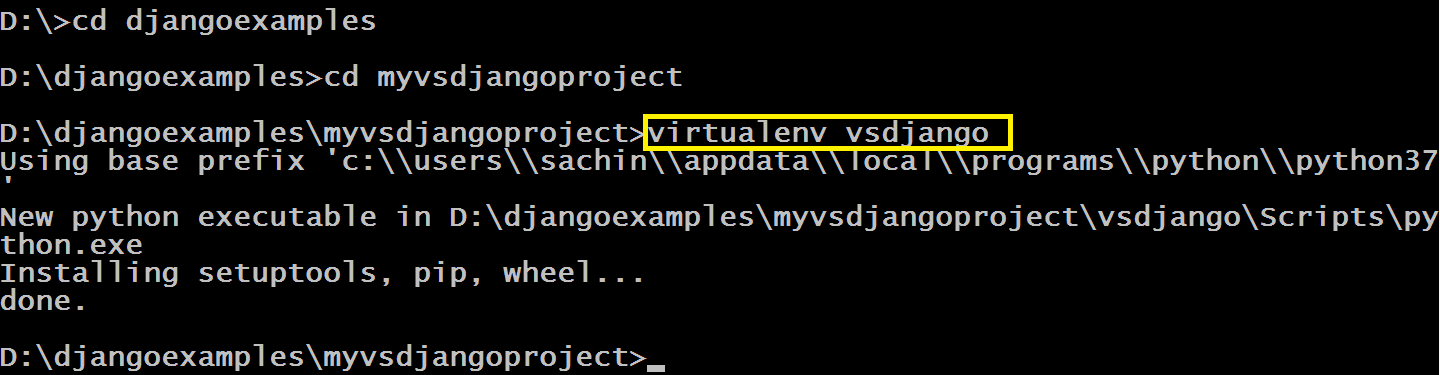 D:\>cd djangoexamples
D:\djangoexamples>cd myvsdjangoproject
D:\djangoexamples\myvsdjangoproject>virtualenv vsdjango
Using base prefix 'c:\\users\\sachin\\appdata\\local\\programs\\python\\python37
'
New python executable in D:\djangoexamples\myvsdjangoproject\vsdjango\Scripts\py
thon.exe
Installing setuptools, pip, wheel...
done.
D:\djangoexamples\myvsdjangoproject>_